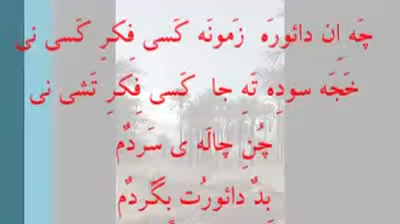 چَهِ اِن دائورَه زَمونَه کَسی فِکرِ کَسی نی
خَجَه سودِه تَهِ جا کَسی فِکرِ تَشی نی
چُنِ چالَه ی سَردُم
بِدُ دائورُت بِگَردُم